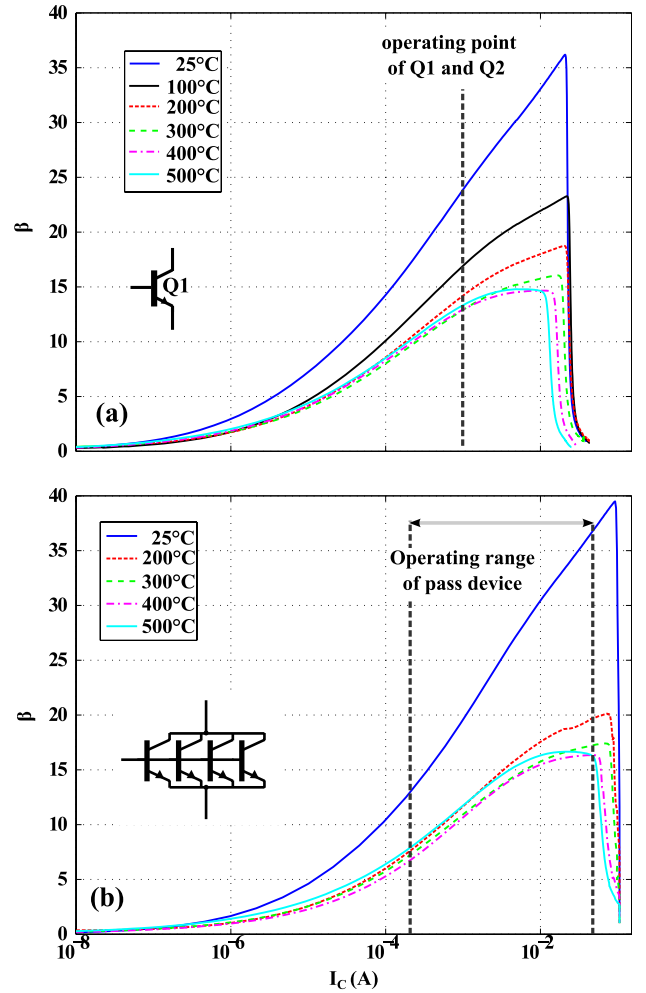 40
35
30
25
20
15
10
5
0
β
25°C
100°C
200°C
300°C
400°C
500°C
operating point
of Q1 and Q2
Q1
(a)
40
35
30
25
20
15
10
5
0
β
25°C
200°C
300°C
400°C
500°C
Operating range
of pass device
(b)
10-8
10-6
10-4
10-2
IC (A)